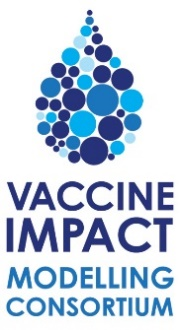 VACCINE
IMPACT
MODELLING
CONSORTIUM